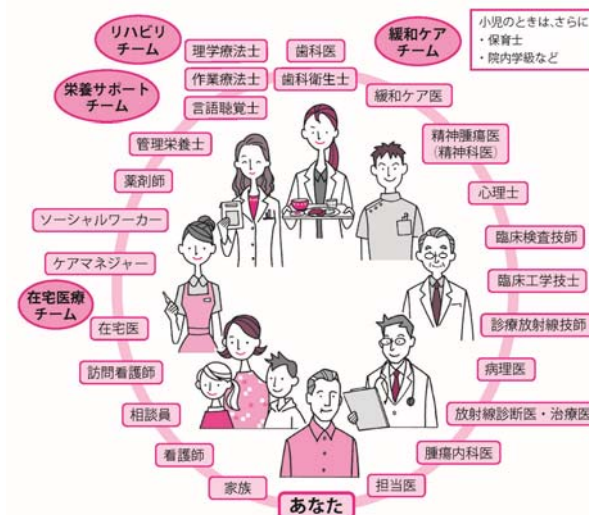 リハビリ
チーム
栄養サポート
チーム
理学療法士
作業療法士
言語聴覚士
歯科医
歯科衛生士
緩和ケア
チーム
緩和ケア医
小児のときは、さらに
・保育士
・院内学級など
管理栄養士
薬剤師
ソーシャルワーカー
ケアマネジャー
在宅医療
チーム
在宅医
訪問看護師
相談員
看護師
家族
あなた
担当医
腫瘍内科医
放射線診断医・治療医
病理医
診療放射線技師
臨床工学技士
臨床検査技師
心理士
精神腫瘍医
(精神科医)